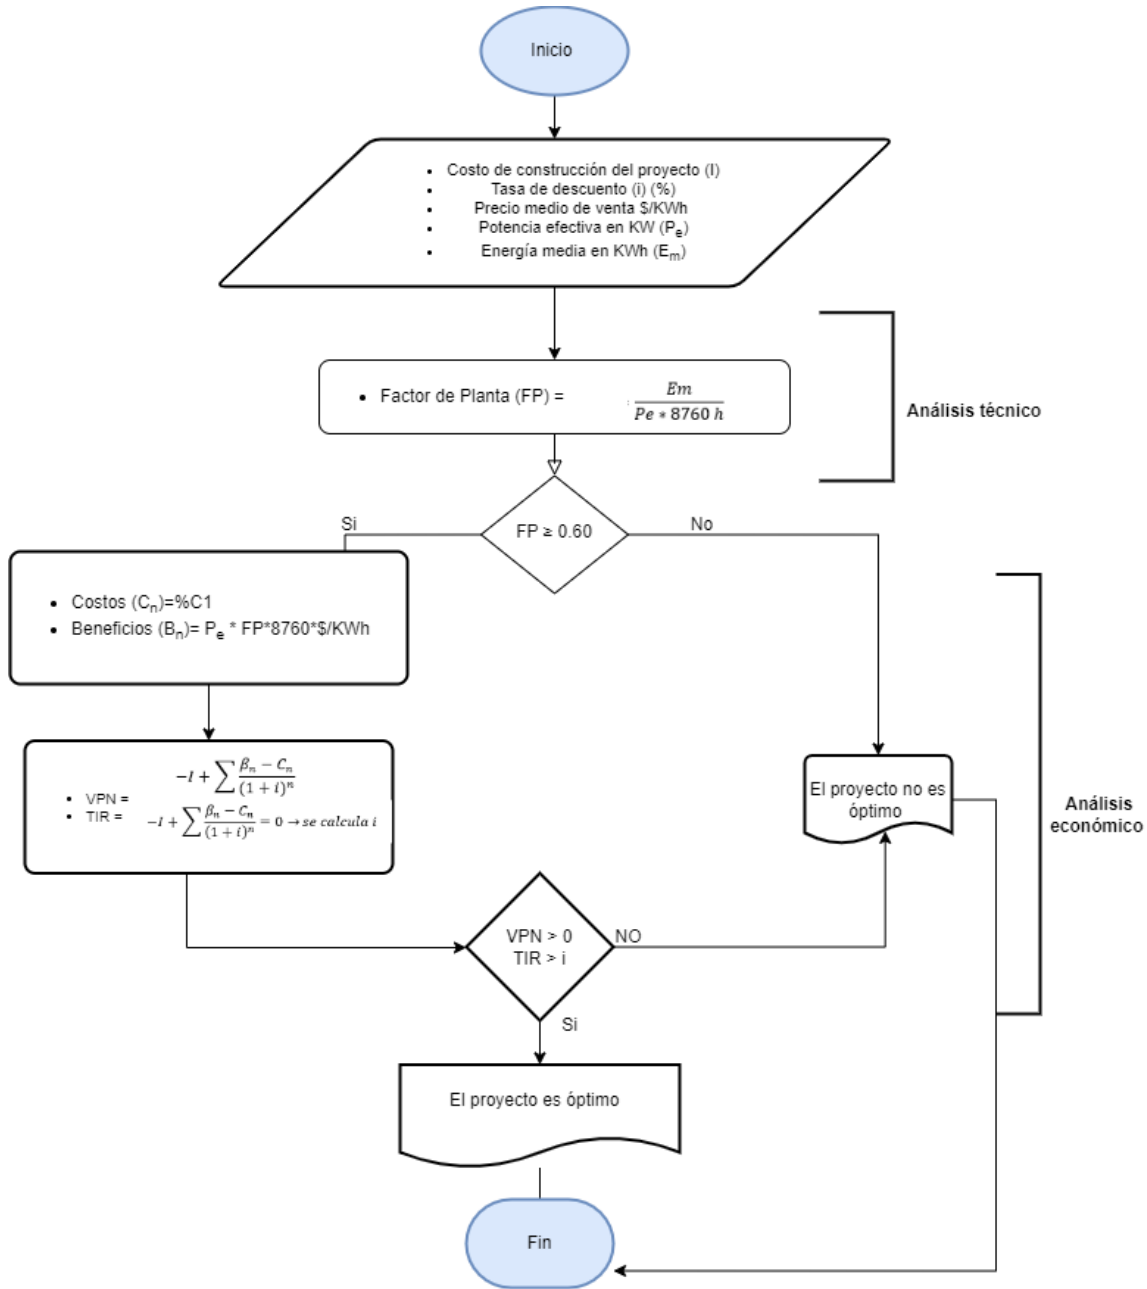 Inicio
• Costo de construcción del proyecto (I)
• Tasa de descuento (i) (%)
• Precio medio de venta $/KWh
• Potencia efectiva en KW (Pe)
• Energía media en KWh (Em)
• Factor de Planta (FP) = Em / Pe * 8760 h
Análisis técnico
FP ≥ 0.60
Si
No
• Costos (Cn)=%C1
• Beneficios (Bn)= Pe * FP*8760*$/KWh
• VPN = -I + ∑ (βn − Cn)/(1 + i)^n
• TIR = -I + ∑ (βn − Cn)/(1 + i)^n = 0 → se calcula i
El proyecto no es
óptimo
Análisis
económico
VPN > 0
TIR > i
NO
Si
El proyecto es óptimo
Fin